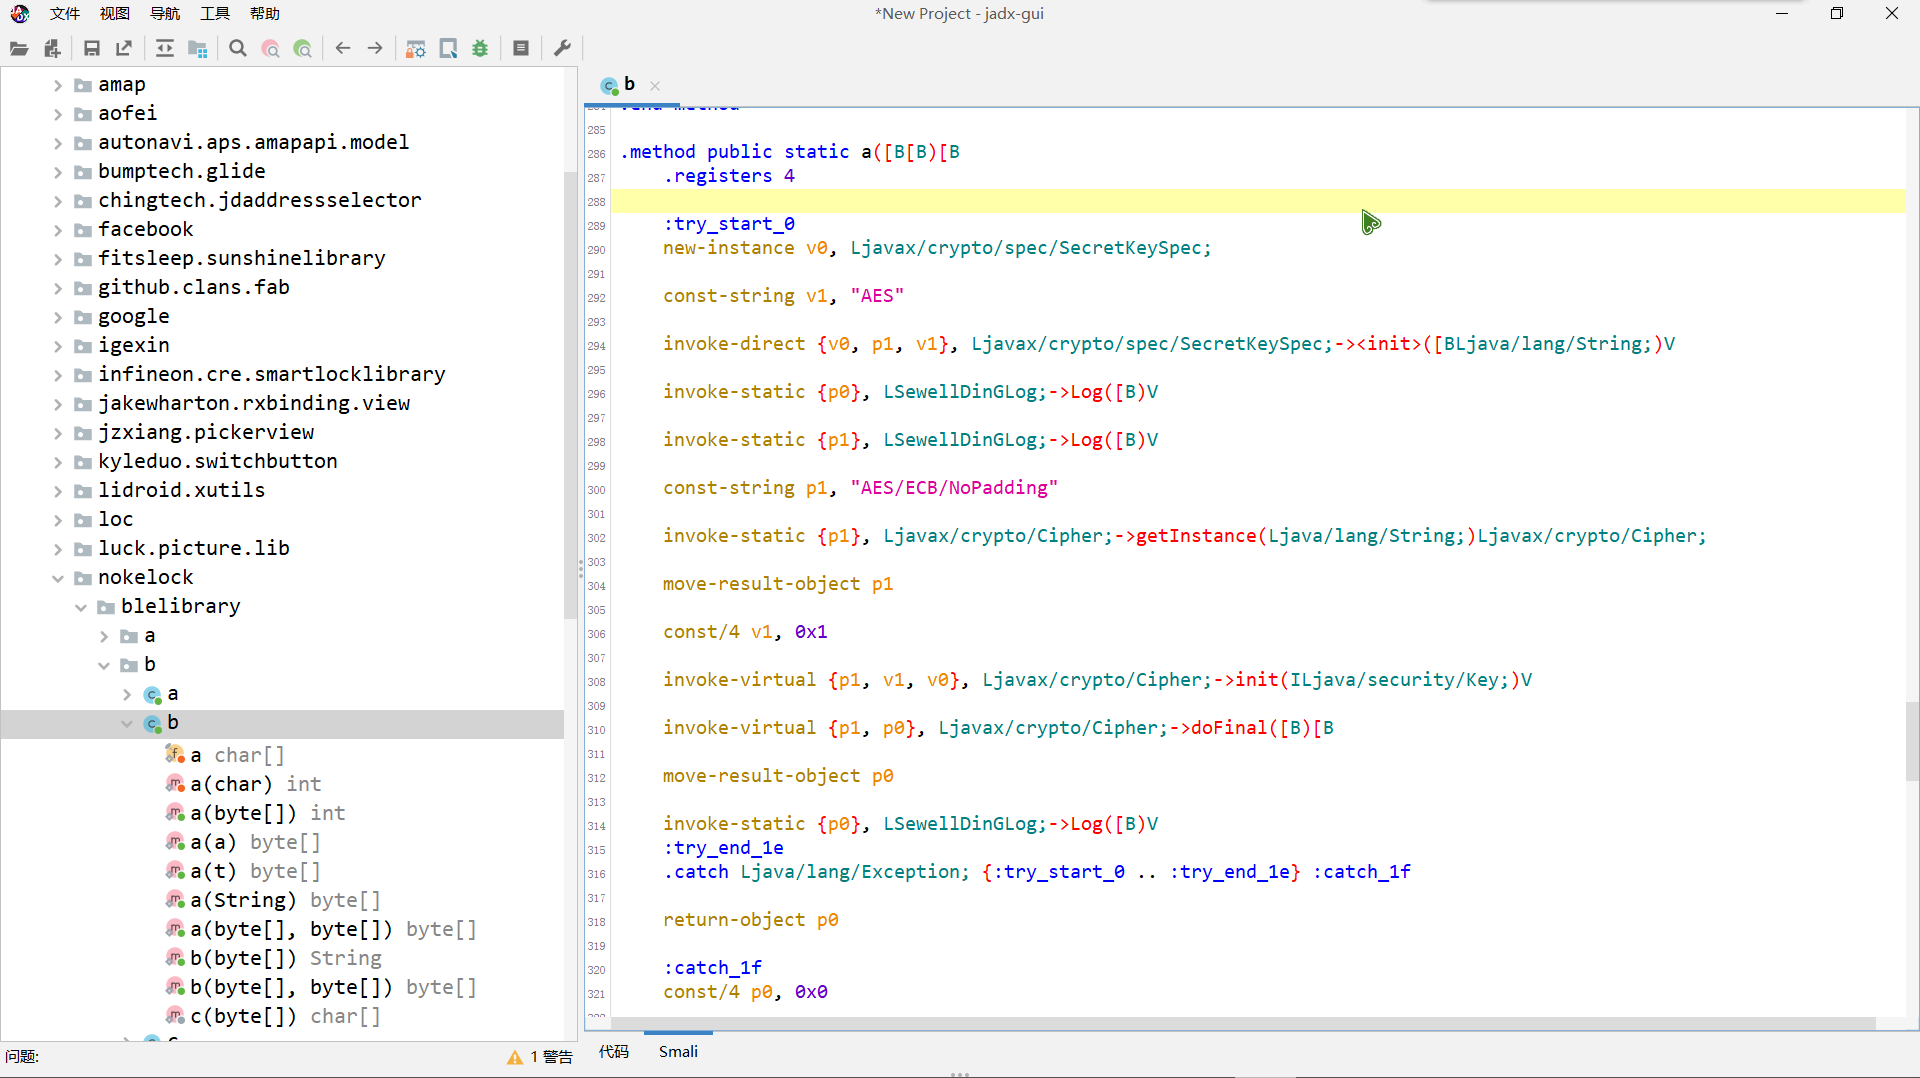 文件 视图 导航 工具 帮助
*New Project - jadx-gui
amap
aofei
autonavi.aps.amapapi.model
bumptech.glide
chingtech.jdaddressselector
facebook
fitsleep.sunshinelibrary
github.clans.fab
google
igexin
infineon.cre.smartlocklibrary
jakewharton.rxbinding.view
jzxiang.pickerview
kyleduo.switchbutton
lidroid.xutils
loc
luck.picture.lib
nokelock
blelibrary
a
b
a
b
a char[]
a(char) int
a(byte[]) int
a(a) byte[]
a(t) byte[]
a(String) byte[]
a(byte[], byte[]) byte[]
b(byte[]) String
b(byte[], byte[]) byte[]
c(byte[]) char[]
问题:
1 警告
b
284 .end method
285
286 .method public static a([B[B)[B
287 .registers 4
288
289 :try_start_0
290 new-instance v0, Ljavax/crypto/spec/SecretKeySpec;
291
292 const-string v1, "AES"
293
294 invoke-direct {v0, p1, v1}, Ljavax/crypto/spec/SecretKeySpec;-><init>([BLjava/lang/String;)V
295
296 invoke-static {p0}, LSewellDinGLog;->Log([B)V
297
298 invoke-static {p1}, LSewellDinGLog;->Log([B)V
299
300 const-string p1, "AES/ECB/NoPadding"
301
302 invoke-static {p1}, Ljavax/crypto/Cipher;->getInstance(Ljava/lang/String;)Ljavax/crypto/Cipher;
303
304 move-result-object p1
305
306 const/4 v1, 0x1
307
308 invoke-virtual {p1, v1, v0}, Ljavax/crypto/Cipher;->init(ILjava/security/Key;)V
309
310 invoke-virtual {p1, p0}, Ljavax/crypto/Cipher;->doFinal([B)[B
311
312 move-result-object p0
313
314 invoke-static {p0}, LSewellDinGLog;->Log([B)V
315 :try_end_1e
316 .catch Ljava/lang/Exception; {:try_start_0 .. :try_end_1e} :catch_1f
317
318 return-object p0
319
320 :catch_1f
321 const/4 p0, 0x0
代码 Smali